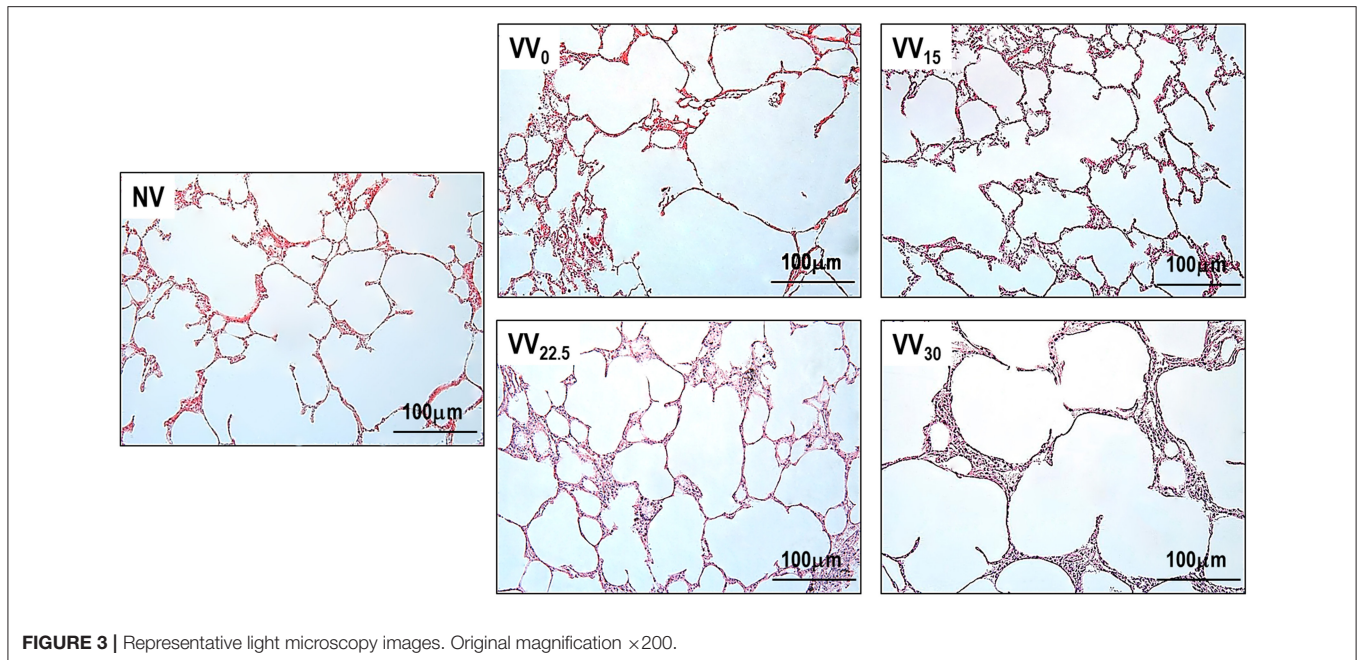 NV
100μm
VV₀
100μm
VV₁₅
100μm
VV₂₂.₅
100μm
VV₃₀
100μm
FIGURE 3 | Representative light microscopy images. Original magnification ×200.